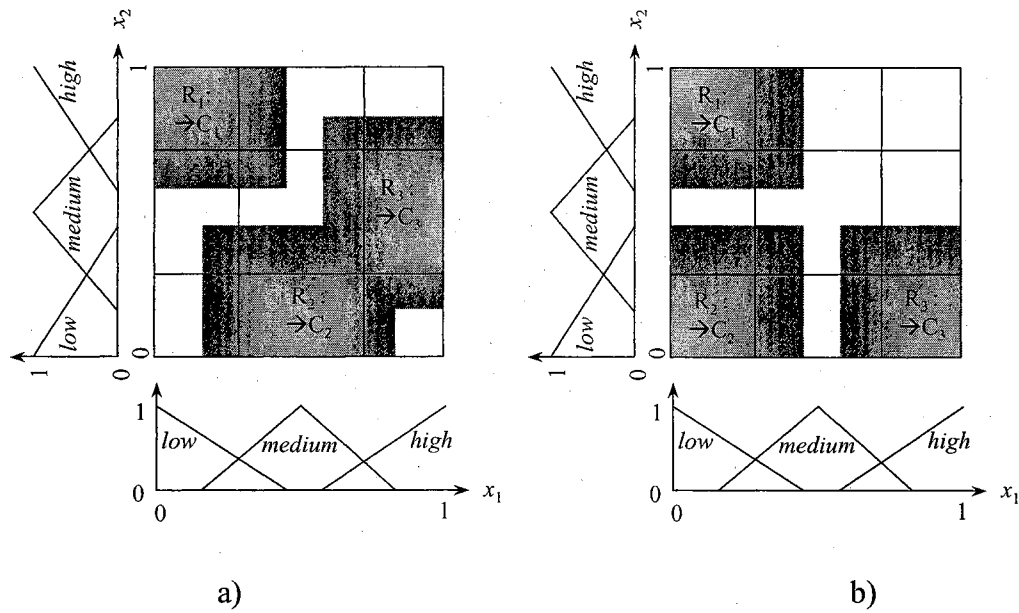 x₂
high
medium
low
1
0
1
0
R₁:
→C₁
R₃:
→C₃
R₂:
→C₂
1
low
medium
high
0
x₁
0
1
a)
x₂
high
medium
low
1
0
1
0
R₁:
→C₁
R₂:
→C₂
R₃:
→C₃
1
low
medium
high
0
x₁
0
1
b)